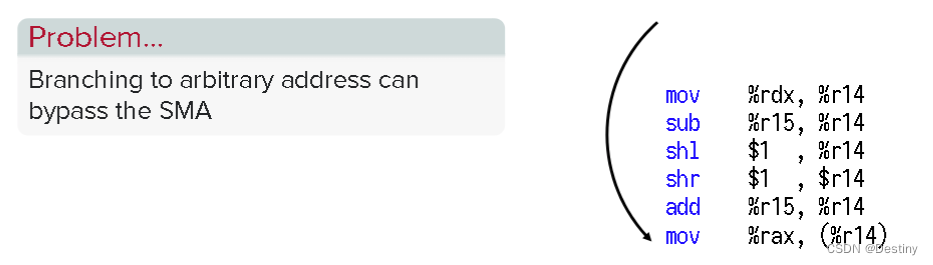 Problem...
Branching to arbitrary address can
bypass the SMA
mov %rdx, %r14
sub %r15, %r14
shl $1 , %r14
shr $1 , $r14
add %r15, %r14
mov %rax, (%r14)
CSDN @Destiny